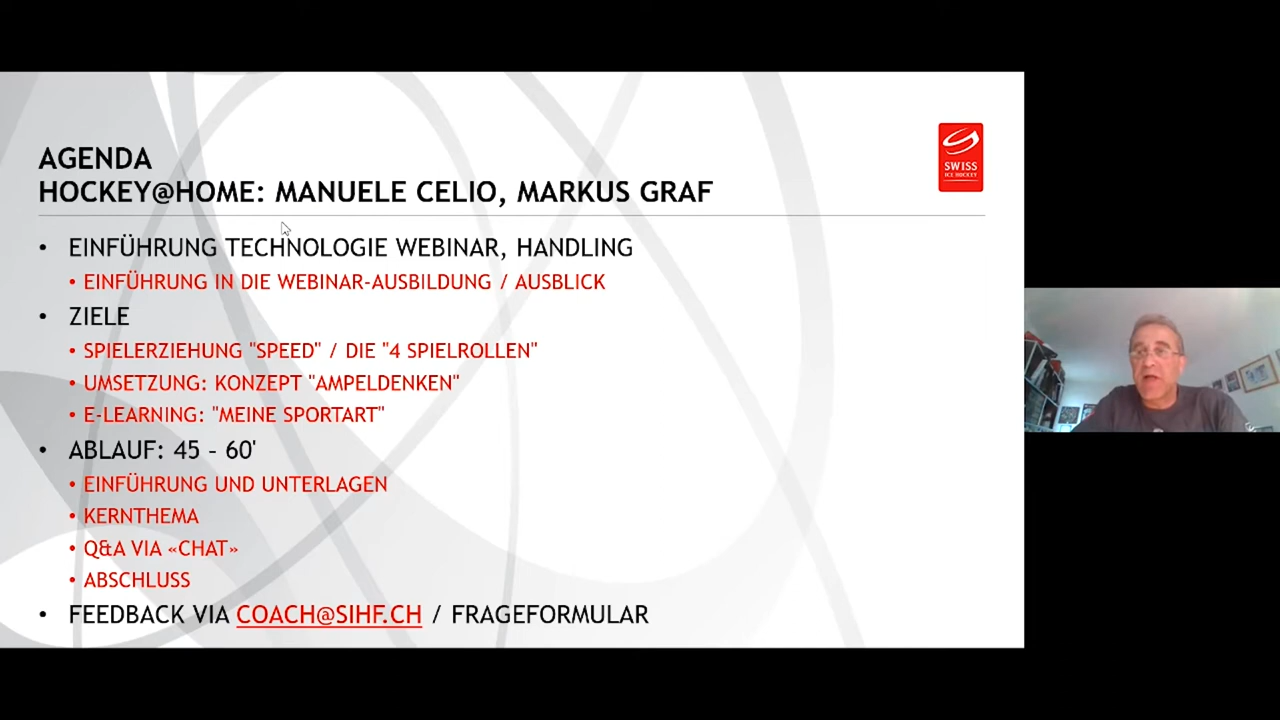 AGENDA
HOCKEY@HOME: MANUELE CELIO, MARKUS GRAF
SWISS
ICE HOCKEY
• EINFÜHRUNG TECHNOLOGIE WEBINAR, HANDLING
• EINFÜHRUNG IN DIE WEBINAR-AUSBILDUNG / AUSBLICK
• ZIELE
• SPIELERZIEHUNG "SPEED" / DIE "4 SPIELROLLEN"
• UMSETZUNG: KONZEPT "AMPELDENKEN"
• E-LEARNING: "MEINE SPORTART"
• ABLAUF: 45 – 60'
• EINFÜHRUNG UND UNTERLAGEN
• KERNTHEMA
• Q&A VIA «CHAT»
• ABSCHLUSS
• FEEDBACK VIA COACH@SIHF.CH / FRAGEFORMULAR